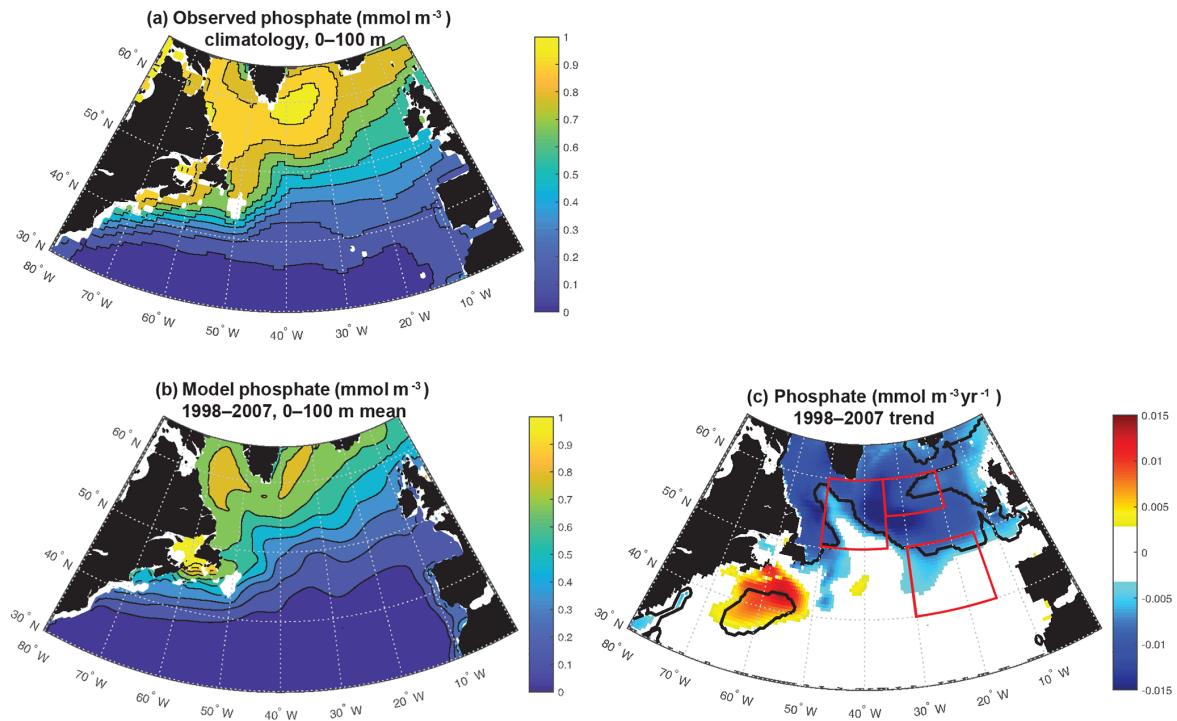 (a) Observed phosphate (mmol m-3 )
climatology, 0–100 m
60° N
50° N
40° N
30° N
80° W
70° W
60° W
50° W
40° W
30° W
20° W
10° W
1
0.9
0.8
0.7
0.6
0.5
0.4
0.3
0.2
0.1
0
(b) Model phosphate (mmol m-3)
1998–2007, 0–100 m mean
60° N
50° N
40° N
30° N
80° W
70° W
60° W
50° W
40° W
30° W
20° W
10° W
1
0.9
0.8
0.7
0.6
0.5
0.4
0.3
0.2
0.1
0
(c) Phosphate (mmol m-3yr-1 )
1998–2007 trend
60° N
50° N
40° N
30° N
80° W
70° W
60° W
50° W
40° W
30° W
20° W
10° W
0.015
0.01
0.005
0
-0.005
-0.01
-0.015